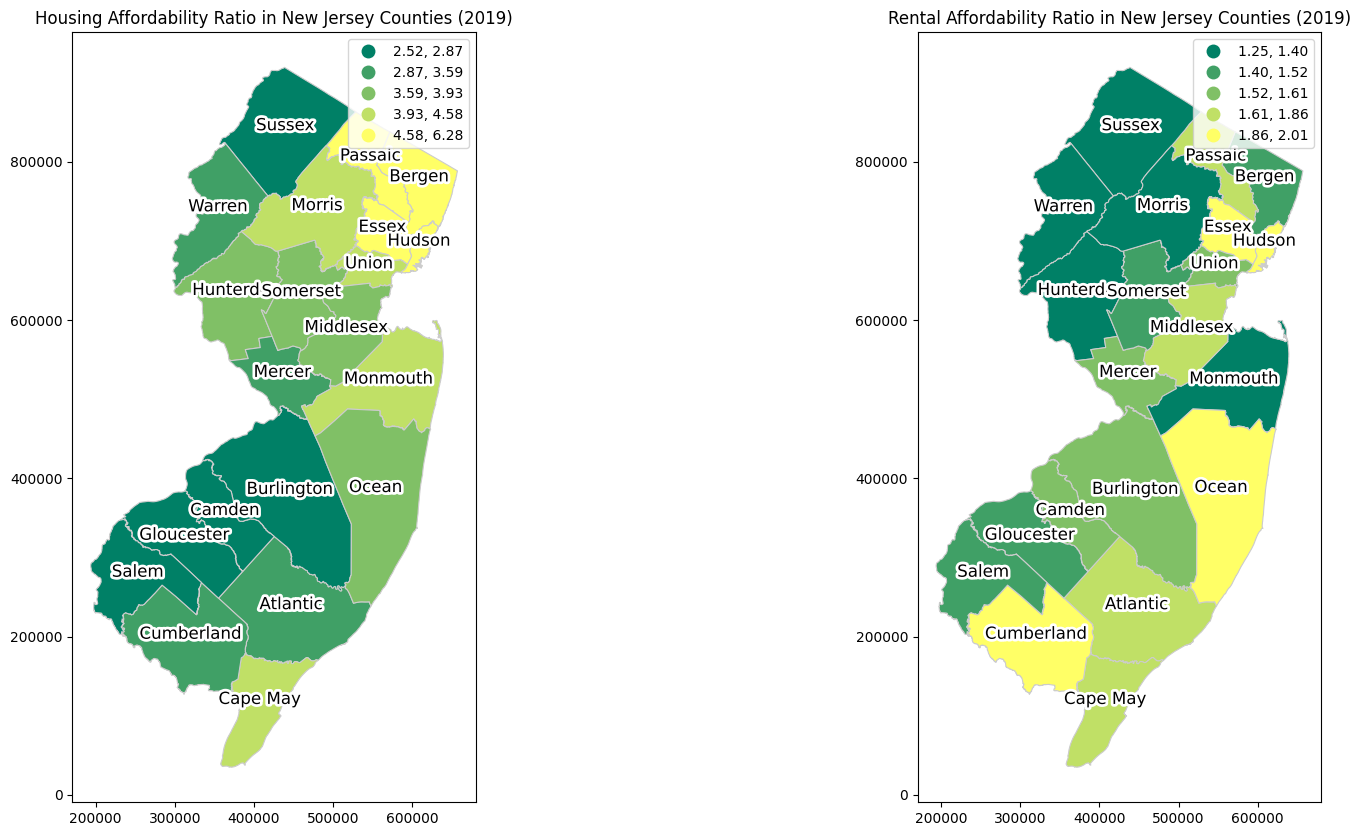 Housing Affordability Ratio in New Jersey Counties (2019)
2.52, 2.87
2.87, 3.59
3.59, 3.93
3.93, 4.58
4.58, 6.28
Sussex
Passaic
Bergen
Warren
Morris
Essex
Hudson
Union
Hunterd
Somerset
Middlesex
Mercer
Monmouth
Burlington
Ocean
Camden
Gloucester
Salem
Atlantic
Cumberland
Cape May
800000
600000
400000
200000
0
200000 300000 400000 500000 600000
Rental Affordability Ratio in New Jersey Counties (2019)
1.25, 1.40
1.40, 1.52
1.52, 1.61
1.61, 1.86
1.86, 2.01
Sussex
Passaic
Bergen
Warren
Morris
Essex
Hudson
Union
Hunterd
Somerset
Middlesex
Mercer
Monmouth
Burlington
Ocean
Camden
Gloucester
Salem
Atlantic
Cumberland
Cape May
800000
600000
400000
200000
0
200000 300000 400000 500000 600000